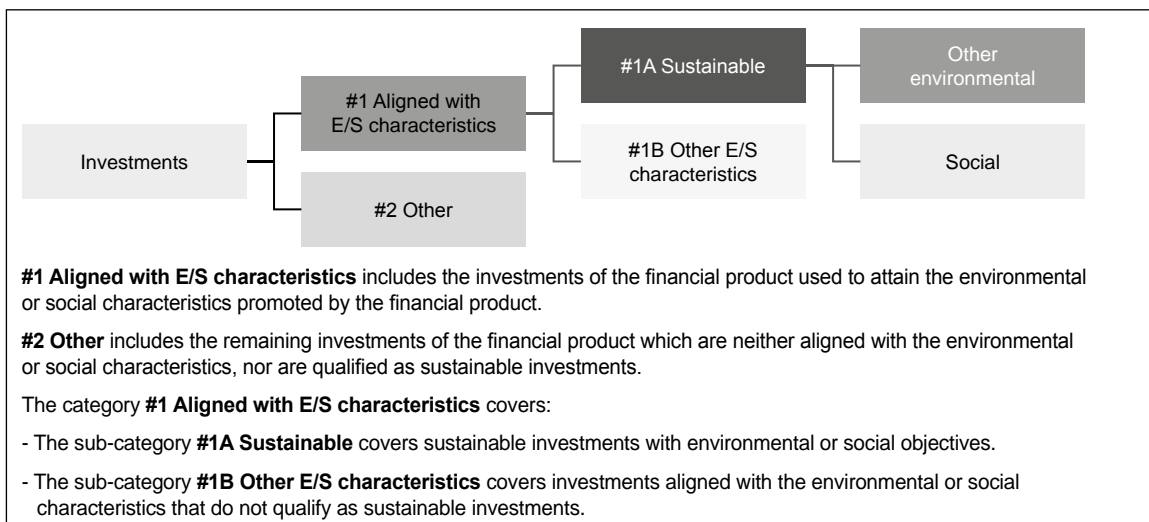 Investments
#1 Aligned with
E/S characteristics
#2 Other
#1A Sustainable
#1B Other E/S
characteristics
Other
environmental
Social
#1 Aligned with E/S characteristics includes the investments of the financial product used to attain the environmental
or social characteristics promoted by the financial product.
#2 Other includes the remaining investments of the financial product which are neither aligned with the environmental
or social characteristics, nor are qualified as sustainable investments.
The category #1 Aligned with E/S characteristics covers:
- The sub-category #1A Sustainable covers sustainable investments with environmental or social objectives.
- The sub-category #1B Other E/S characteristics covers investments aligned with the environmental or social
characteristics that do not qualify as sustainable investments.